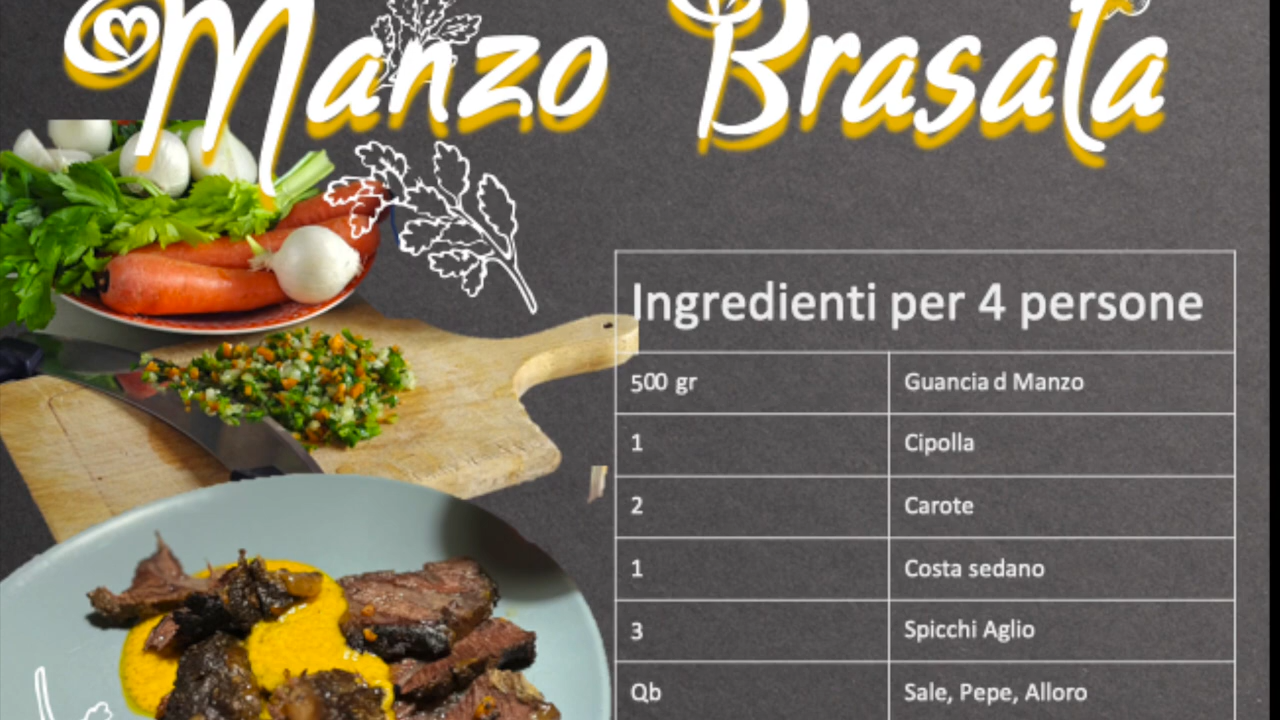 Manzo Brasata
Ingredienti per 4 persone
500 gr Guancia d Manzo
1 Cipolla
2 Carote
1 Costa sedano
3 Spicchi Aglio
Qb Sale, Pepe, Alloro